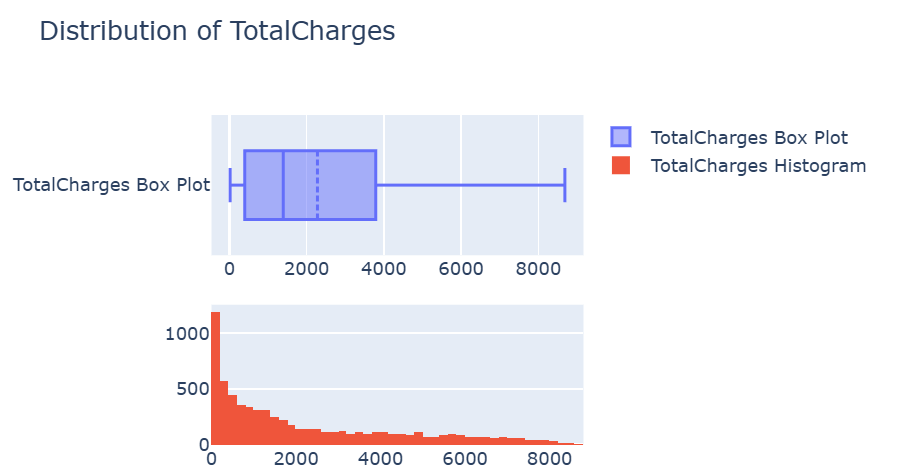 Distribution of TotalCharges
TotalCharges Box Plot
TotalCharges Histogram
TotalCharges Box Plot
0 2000 4000 6000 8000
1000
500
0
0 2000 4000 6000 8000